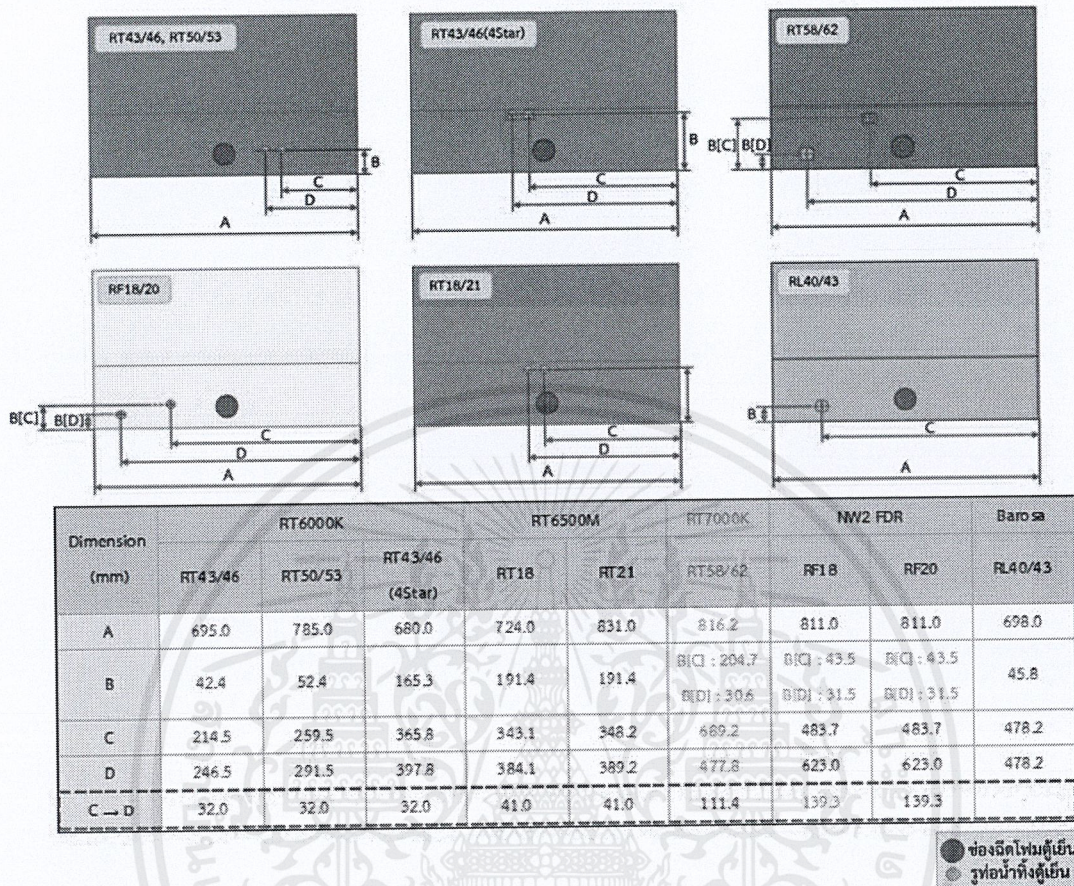 RT43/46, RT50/53
RT43/46(4Star)
RT58/62
B
C
D
A
B
C
D
A
B[C]
B[D]
C
D
A
RF18/20
RT18/21
RL40/43
B[C]
B[D]
C
D
A
C
D
A
B
C
A
Dimension (mm) RT6000K RT6500M RT7000K NW2 FDR Barosa
RT43/46 RT50/53 RT43/46 (4Star) RT18 RT21 RT58/62 RF18 RF20 RL40/43
A 695.0 785.0 680.0 724.0 831.0 816.2 811.0 811.0 698.0
B 42.4 52.4 165.3 191.4 191.4 B[C] : 204.7 B[C] : 43.5 B[C] : 43.5 45.8
B[D] : 30.6 B[D] : 31.5 B[D] : 31.5
C 214.5 259.5 365.8 343.1 348.2 689.2 483.7 483.7 478.2
D 246.5 291.5 397.8 384.1 389.2 477.8 623.0 623.0 478.2
C → D 32.0 32.0 32.0 41.0 41.0 111.4 139.3 139.3
ช่องฉีดโฟมตู้เย็น
รูท่อน้ำทิ้งตู้เย็น